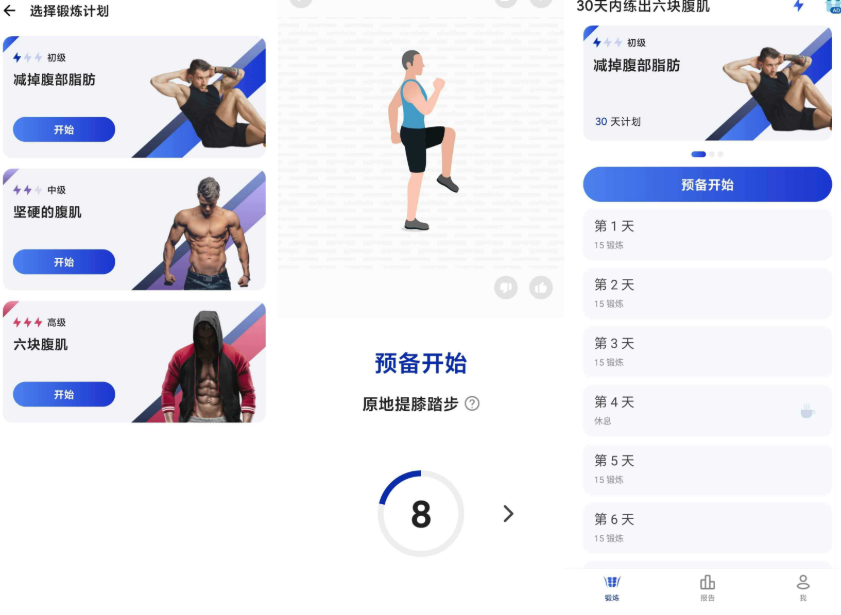 选择锻炼计划
初级
减掉腹部脂肪
开始
中级
坚硬的腹肌
开始
高级
六块腹肌
开始
预备开始
原地提膝踏步
8
30天内练出六块腹肌
AD
初级
减掉腹部脂肪
30 天计划
预备开始
第 1 天
15 锻炼
第 2 天
15 锻炼
第 3 天
15 锻炼
第 4 天
休息
第 5 天
15 锻炼
第 6 天
15 锻炼
锻炼
报告
我